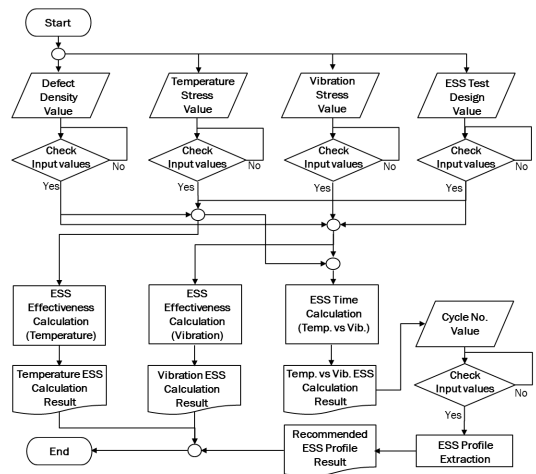 Start
Defect
Density
Value
Temperature
Stress
Value
Vibration
Stress
Value
ESS Test
Design
Value
Check
Input values
No
Yes
Check
Input values
No
Yes
Check
Input values
No
Yes
Check
Input values
No
Yes
ESS
Effectiveness
Calculation
(Temperature)
ESS
Effectiveness
Calculation
(Vibration)
ESS Time
Calculation
(Temp. vs Vib.)
Cycle No.
Value
Temperature ESS
Calculation
Result
Vibration ESS
Calculation
Result
Temp. vs Vib. ESS
Calculation
Result
Check
Input values
No
Yes
End
Recommended
ESS Profile
Result
ESS Profile
Extraction